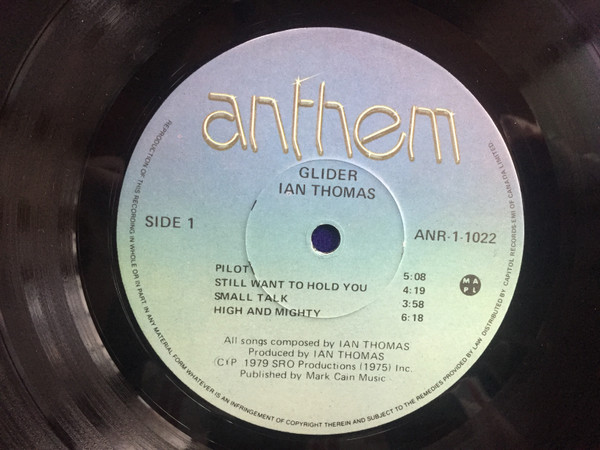 anthem
GLIDER
IAN THOMAS
SIDE 1
ANR·1-1022
PILOT 5:08
STILL WANT TO HOLD YOU 4:19
SMALL TALK 3:58
HIGH AND MIGHTY 6:18
MAPL
All songs composed by IAN THOMAS
Produced by IAN THOMAS
(C)(P) 1979 SRO Productions (1975) Inc.
Published by Mark Cain Music
REPRODUCTION OF THIS RECORDING IN WHOLE OR IN PART, IN ANY MATERIAL FORM WHATEVER IS AN INFRINGEMENT OF COPYRIGHT THEREIN AND SUBJECT TO THE REMEDIES PROVIDED BY LAW DISTRIBUTED BY CAPITOL RECORDS-EMI OF CANADA LIMITED.